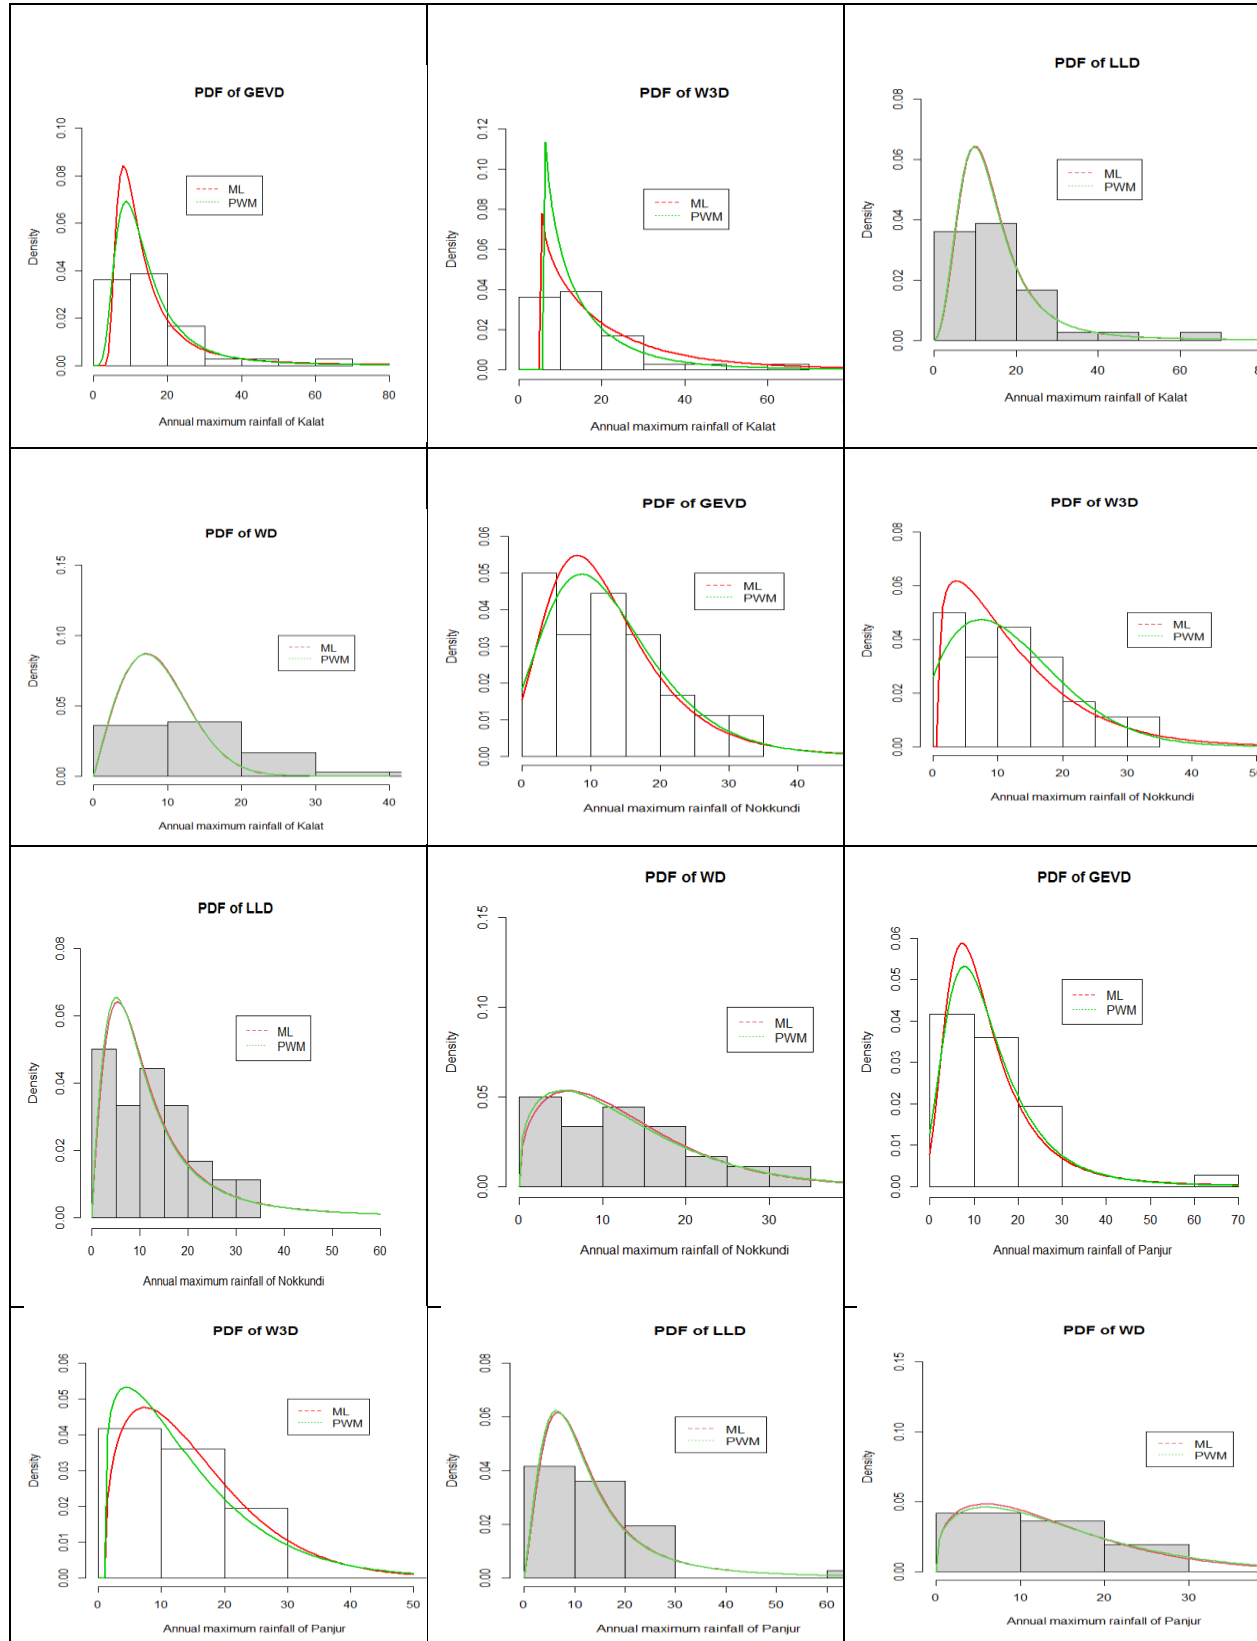 PDF of GEVD
0.10
0.08
0.06
0.04
0.02
0.00
Density
ML
PWM
0 20 40 60 80
Annual maximum rainfall of Kalat
PDF of W3D
0.12
0.10
0.08
0.06
0.04
0.02
0.00
Density
ML
PWM
0 20 40 60
Annual maximum rainfall of Kalat
PDF of LLD
0.08
0.06
0.04
0.02
0.00
Density
ML
PWM
0 20 40 60
Annual maximum rainfall of Kalat
PDF of WD
0.15
0.10
0.05
0.00
Density
ML
PWM
0 10 20 30 40
Annual maximum rainfall of Kalat
PDF of GEVD
0.06
0.05
0.04
0.03
0.02
0.01
0.00
Density
ML
PWM
0 10 20 30 40
Annual maximum rainfall of Nokkundi
PDF of W3D
0.08
0.06
0.04
0.02
0.00
Density
ML
PWM
0 10 20 30 40
Annual maximum rainfall of Nokkundi
PDF of LLD
0.08
0.06
0.04
0.02
0.00
Density
ML
PWM
0 10 20 30 40 50 60
Annual maximum rainfall of Nokkundi
PDF of WD
0.15
0.10
0.05
0.00
Density
ML
PWM
0 10 20 30
Annual maximum rainfall of Nokkundi
PDF of GEVD
0.06
0.05
0.04
0.03
0.02
0.01
0.00
Density
ML
PWM
0 10 20 30 40 50 60 70
Annual maximum rainfall of Panjur
PDF of W3D
0.06
0.05
0.04
0.03
0.02
0.01
0.00
Density
ML
PWM
0 10 20 30 40 50
Annual maximum rainfall of Panjur
PDF of LLD
0.08
0.06
0.04
0.02
0.00
Density
ML
PWM
0 10 20 30 40 50 60
Annual maximum rainfall of Panjur
PDF of WD
0.15
0.10
0.05
0.00
Density
ML
PWM
0 10 20 30
Annual maximum rainfall of Panjur